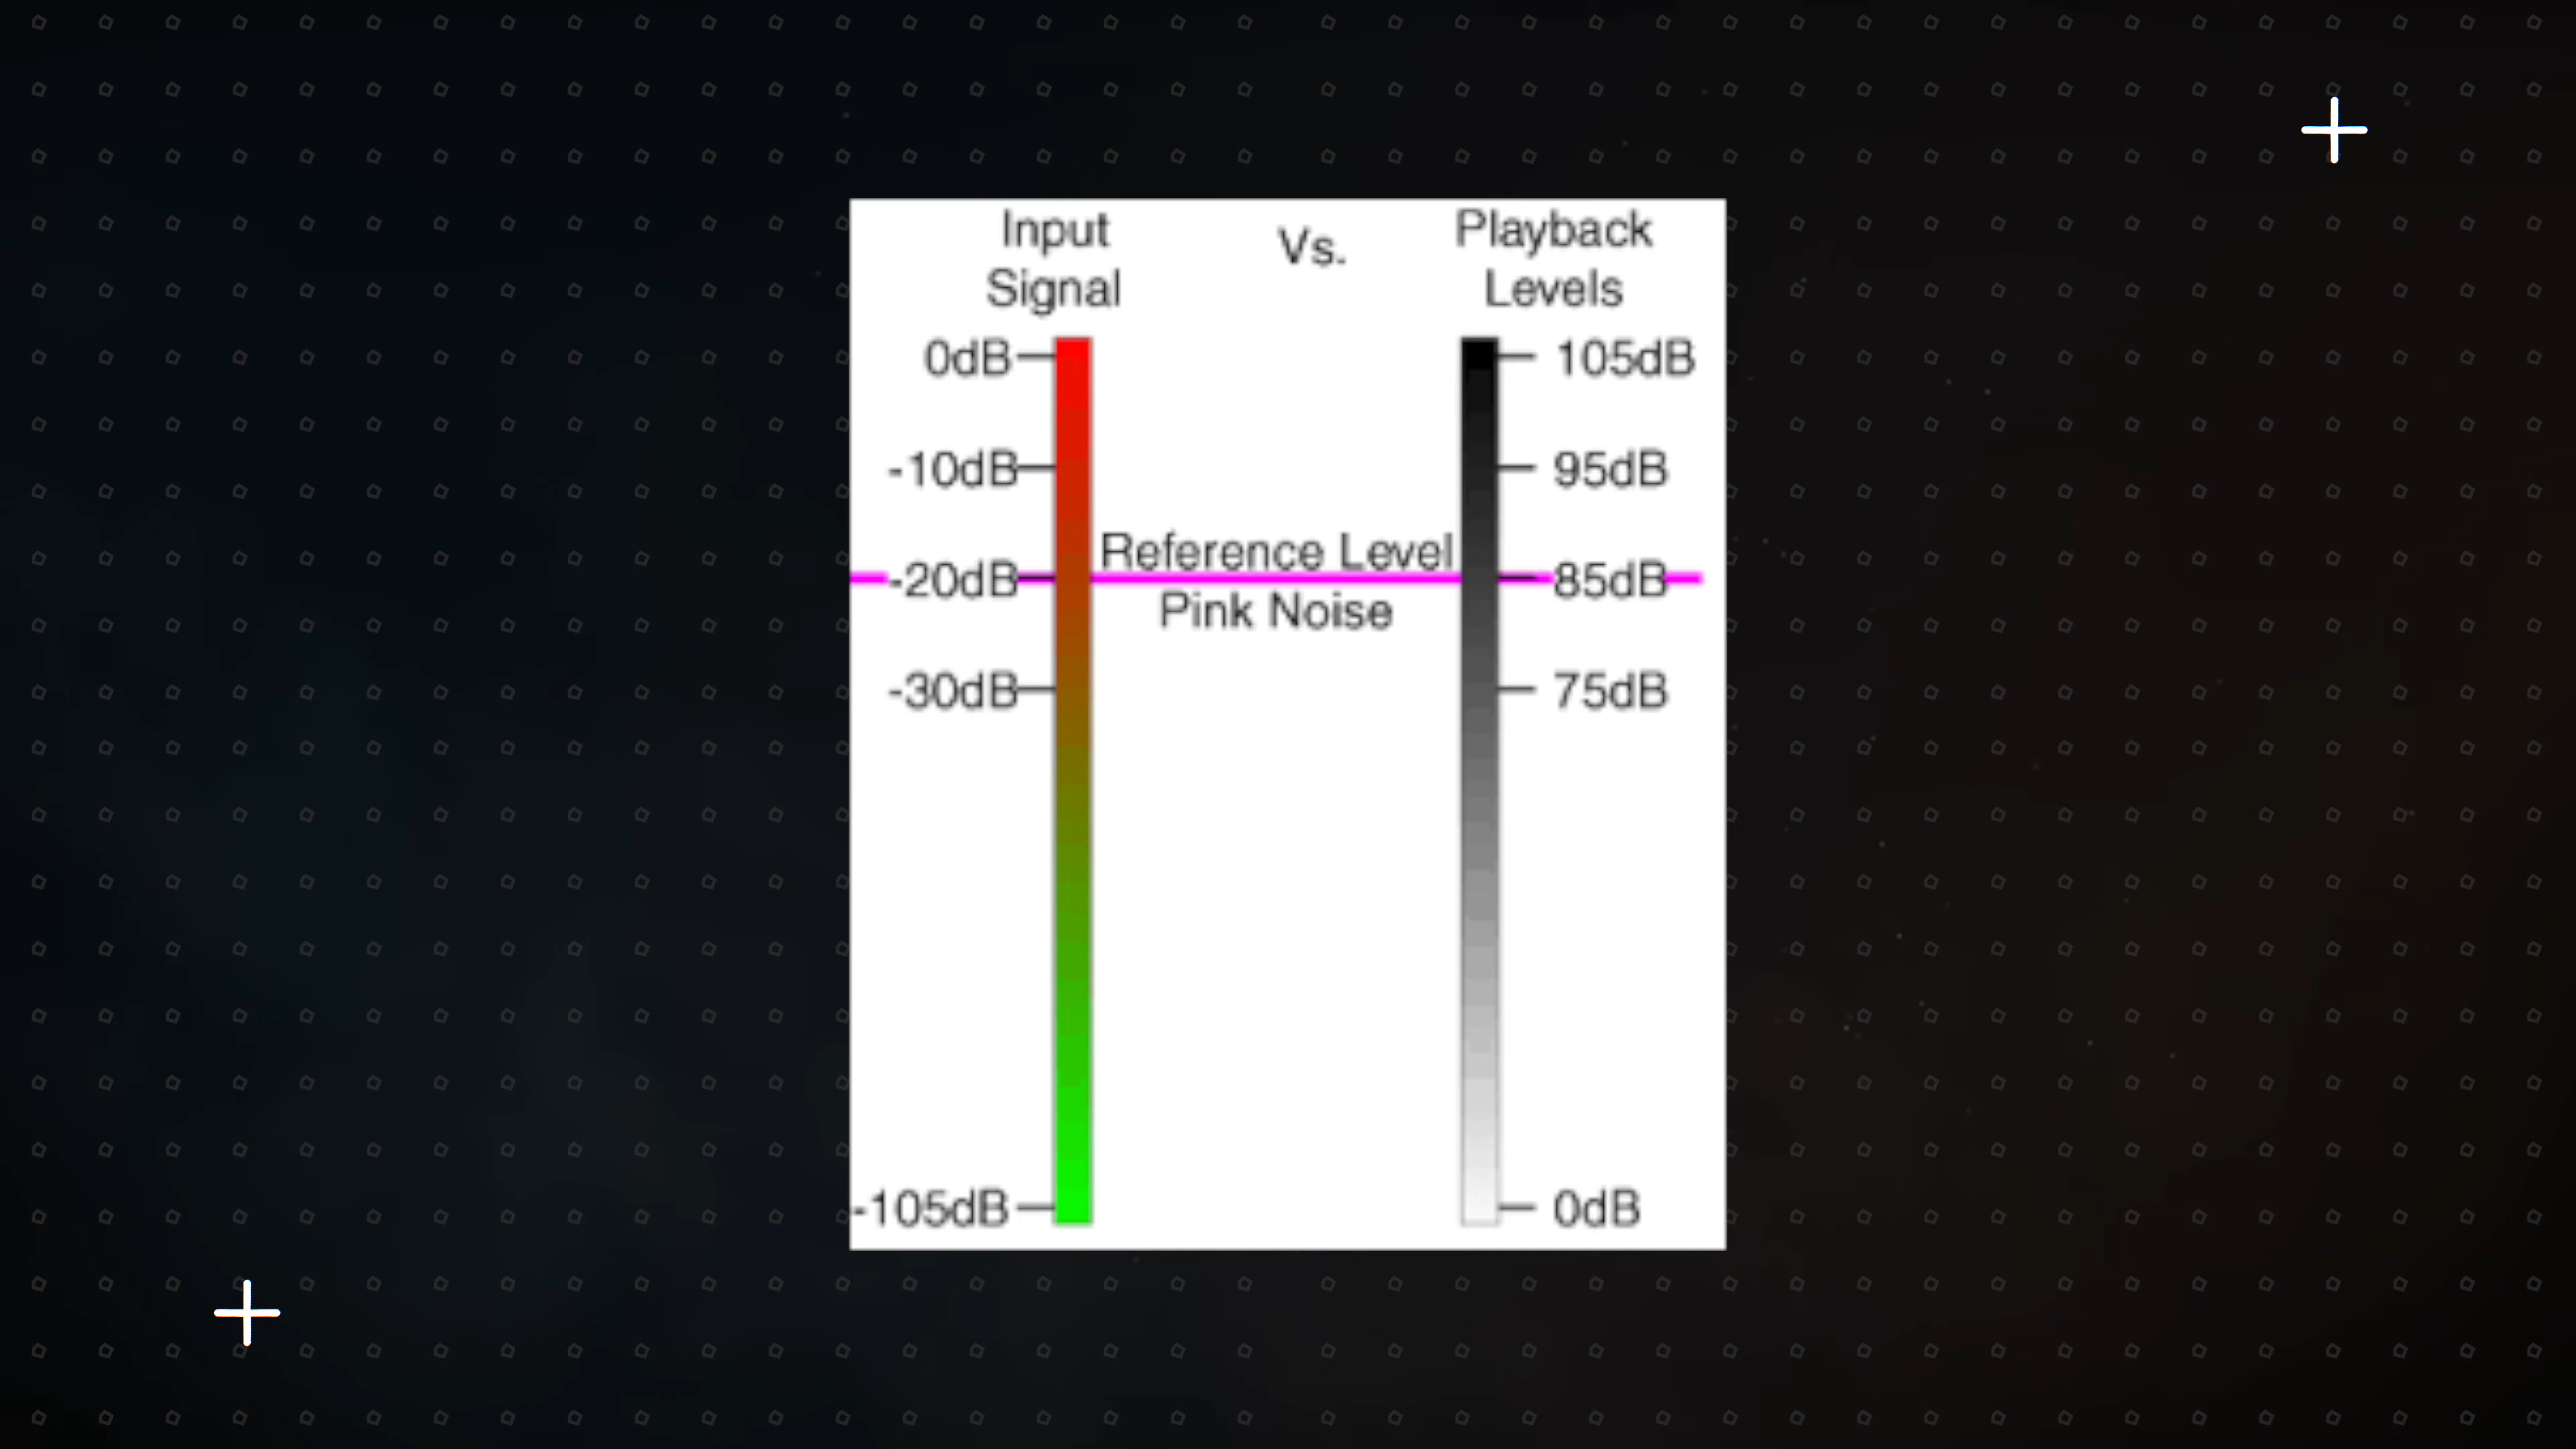 Input
Signal
Vs.
Playback
Levels
0dB
105dB
-10dB
95dB
Reference Level
-20dB
85dB
Pink Noise
-30dB
75dB
-105dB
0dB